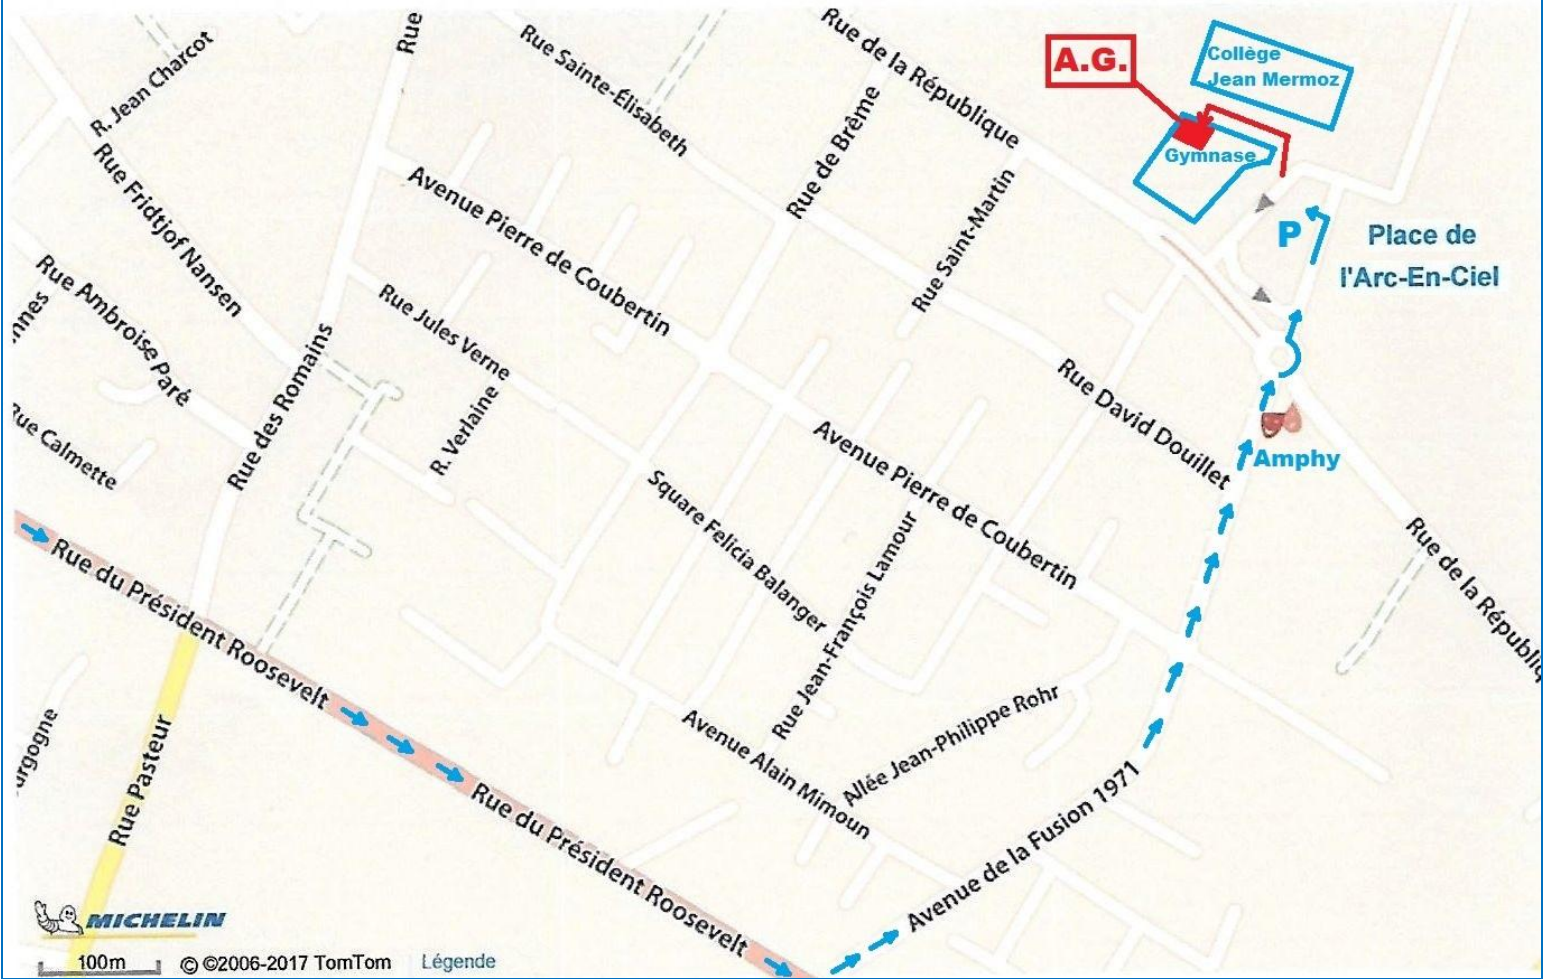 Rue de la République
A.G.
Collège
Jean Mermoz
Gymnase
Rue
Rue Sainte-Élisabeth
R. Jean Charcot
Rue de Brême
Rue Fridtjof Nansen
Avenue Pierre de Coubertin
Rue Saint-Martin
P
Place de
l'Arc-En-Ciel
Rue Ambroise Paré
nnes
Rue Jules Verne
Rue des Romains
R. Verlaine
Rue David Douillet
Rue Calmette
Avenue Pierre de Coubertin
Amphy
Square Felicia Balanger
Rue Jean-François Lamour
Rue de la Républiq
Rue du Président Roosevelt
Rue Pasteur
urgogne
Avenue Alain Mimoun
Allée Jean-Philippe Rohr
Rue du Président Roosevelt
Avenue de la Fusion 1971
MICHELIN
100m
© ©2006-2017 TomTom
Légende